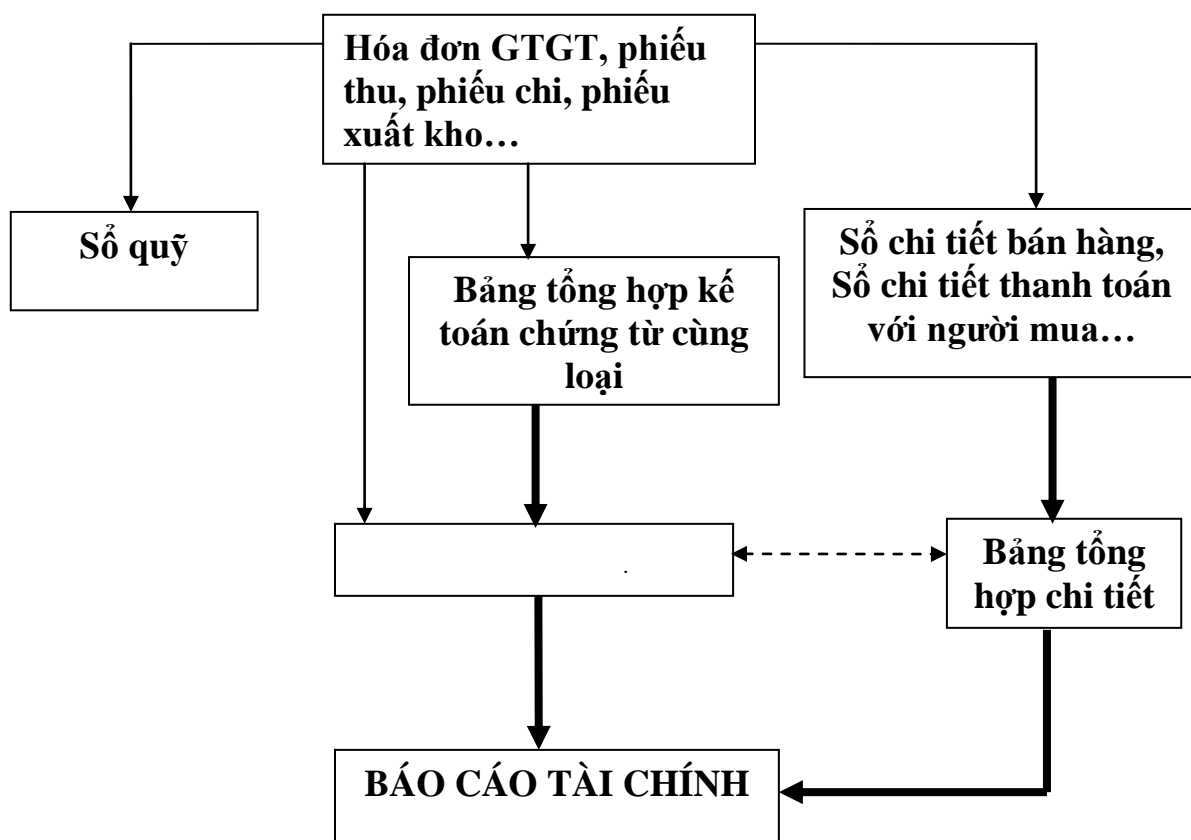 Hóa đơn GTGT, phiếu
thu, phiếu chi, phiếu
xuất kho…
Sổ quỹ
Sổ chi tiết bán hàng,
Sổ chi tiết thanh toán
với người mua…
Bảng tổng hợp kế
toán chứng từ cùng
loại
Bảng tổng
hợp chi tiết
BÁO CÁO TÀI CHÍNH